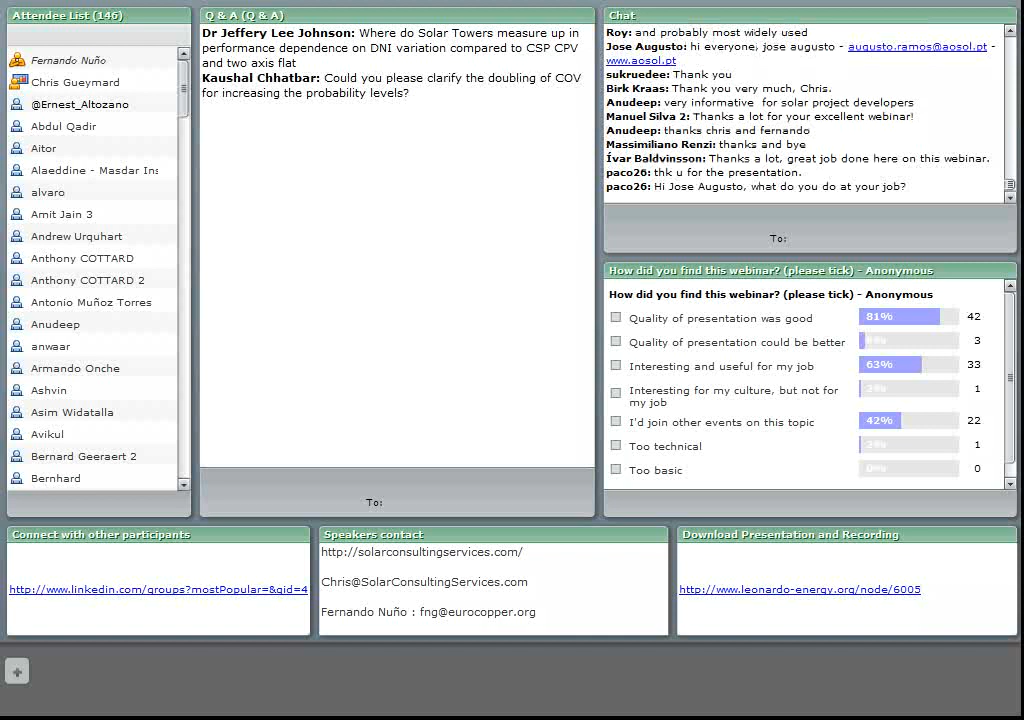 Attendee List (146)
Fernando Nuño
Chris Gueymard
@Ernest_Altozano
Abdul Qadir
Aitor
Alaeddine - Masdar Ins
alvaro
Amit Jain 3
Andrew Urquhart
Anthony COTTARD
Anthony COTTARD 2
Antonio Muñoz Torres
Anudeep
anwaar
Armando Onche
Ashvin
Asim Widatalla
Avikul
Bernard Geeraert 2
Bernhard
Q & A (Q & A)
Dr Jeffery Lee Johnson: Where do Solar Towers measure up in
performance dependence on DNI variation compared to CSP CPV
and two axis flat
Kaushal Chhatbar: Could you please clarify the doubling of COV
for increasing the probability levels?
To:
Chat
Roy: and probably most widely used
Jose Augusto: hi everyone, jose augusto - augusto.ramos@aosol.pt -
www.aosol.pt
sukruedee: Thank you
Birk Kraas: Thank you very much, Chris.
Anudeep: very informative for solar project developers
Manuel Silva 2: Thanks a lot for your excellent webinar!
Anudeep: thanks chris and fernando
Massimiliano Renzi: thanks and bye
Ívar Baldvinsson: Thanks a lot, great job done here on this webinar.
paco26: thk u for the presentation.
paco26: Hi Jose Augusto, what do you do at your job?
To:
How did you find this webinar? (please tick) - Anonymous
How did you find this webinar? (please tick) - Anonymous
Quality of presentation was good 81% 42
Quality of presentation could be better 3
Interesting and useful for my job 63% 33
Interesting for my culture, but not for
my job 1
I'd join other events on this topic 42% 22
Too technical 1
Too basic 0% 0
Connect with other participants
http://www.linkedin.com/groups?mostPopular=&gid=4
Speakers contact
http://solarconsultingservices.com/
Chris@SolarConsultingServices.com
Fernando Nuño : fng@eurocopper.org
Download Presentation and Recording
http://www.leonardo-energy.org/node/6005